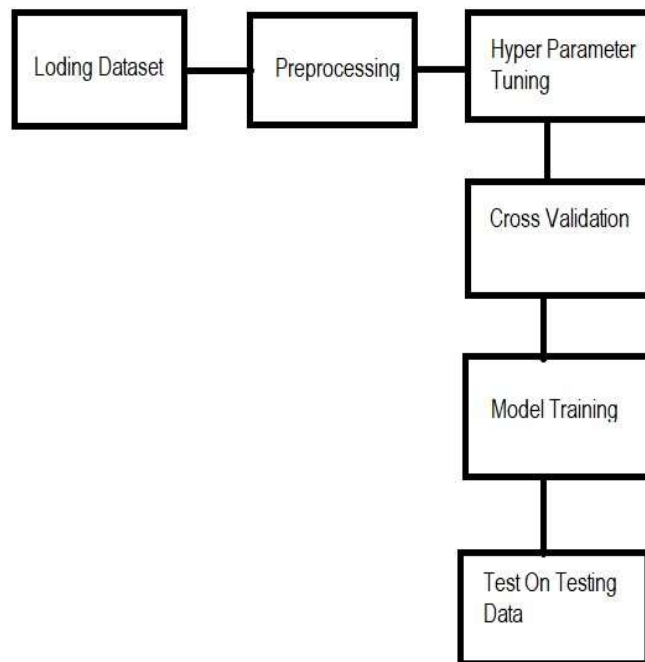 Loding Dataset
Preprocessing
Hyper Parameter
Tuning
Cross Validation
Model Training
Test On Testing
Data